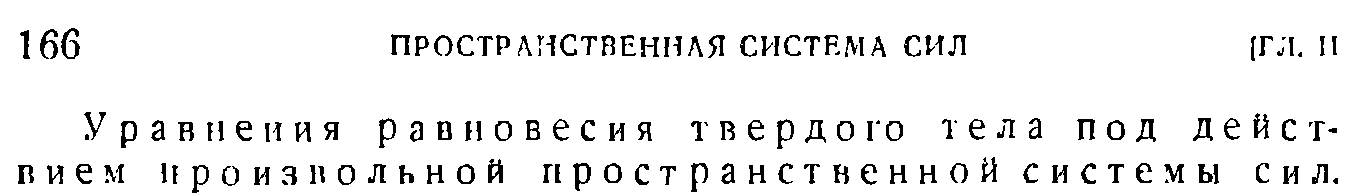 166 ПРОСТРАНСТВЕННАЯ СИСТЕМА СИЛ [ГЛ. II
Уравнения равновесия твердого тела под дейст-
вием произвольной пространственной системы сил.